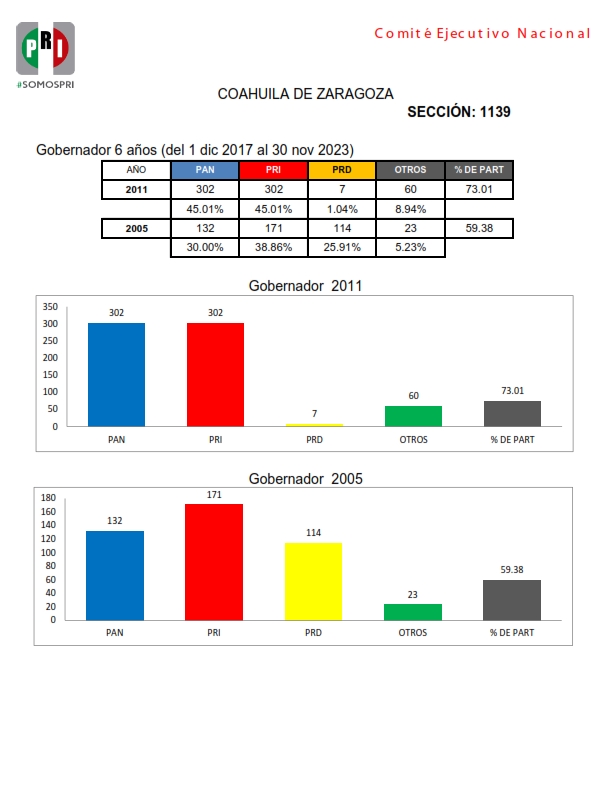 PRI
#SOMOSPRI
Comité Ejecutivo Nacional
COAHUILA DE ZARAGOZA
SECCIÓN: 1139
Gobernador 6 años (del 1 dic 2017 al 30 nov 2023)
AÑO PAN PRI PRD OTROS % DE PART
2011 302 302 7 60 73.01
45.01% 45.01% 1.04% 8.94%
2005 132 171 114 23 59.38
30.00% 38.86% 25.91% 5.23%
Gobernador 2011
350
300
250
200
150
100
50
0
302 302 7 60 73.01
PAN PRI PRD OTROS % DE PART
Gobernador 2005
180
160
140
120
100
80
60
40
20
0
132 171 114 23 59.38
PAN PRI PRD OTROS % DE PART